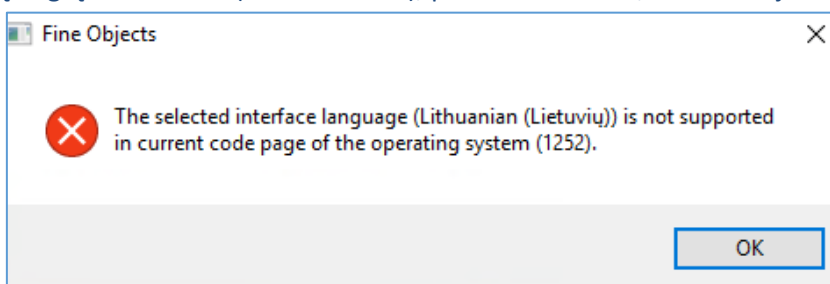 Fine Objects
The selected interface language (Lithuanian (Lietuvių)) is not supported
in current code page of the operating system (1252).
OK